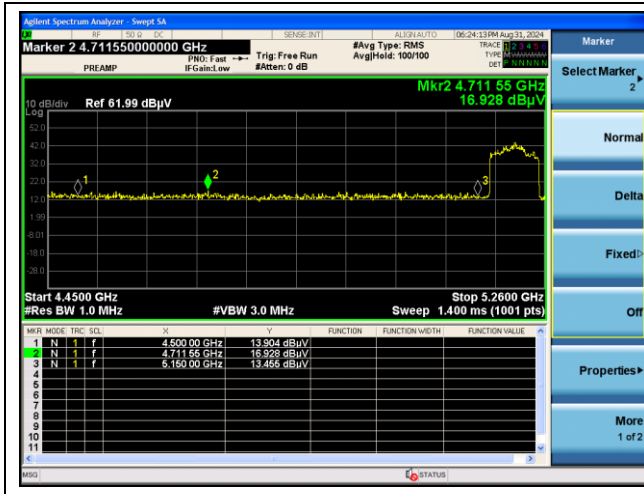 Agilent Spectrum Analyzer - Swept SA
RF 50 Ω DC SENSE:INT ALIGN AUTO 06:24:13 PM Aug 31, 2024
Marker 2 4.711550000000 GHz
PREAMP PNO: Fast IFGain:Low Trig: Free Run #Atten: 0 dB
#Avg Type: RMS
Avg|Hold: 100/100
TRACE 1 2 3 4 5 6
TYPE M
DET P N N N N N
Mkr2 4.711 55 GHz
16.928 dBµV
10 dB/div Ref 61.99 dBµV
Log
52.0
42.0
32.0
22.0
12.0
1.99
-8.01
-18.0
-28.0
1
2
3
Start 4.4500 GHz Stop 5.2600 GHz
#Res BW 1.0 MHz #VBW 3.0 MHz Sweep 1.400 ms (1001 pts)
MKR MODE TRC SCL X Y FUNCTION FUNCTION WIDTH FUNCTION VALUE
1 N 1 f 4.500 00 GHz 13.904 dBµV
2 N 1 f 4.711 55 GHz 16.928 dBµV
3 N 1 f 5.150 00 GHz 13.455 dBµV
4
5
6
7
8
9
10
11
MSG STATUS
Marker
Select Marker
2
Normal
Delta
Fixed
Off
Properties
More
1 of 2